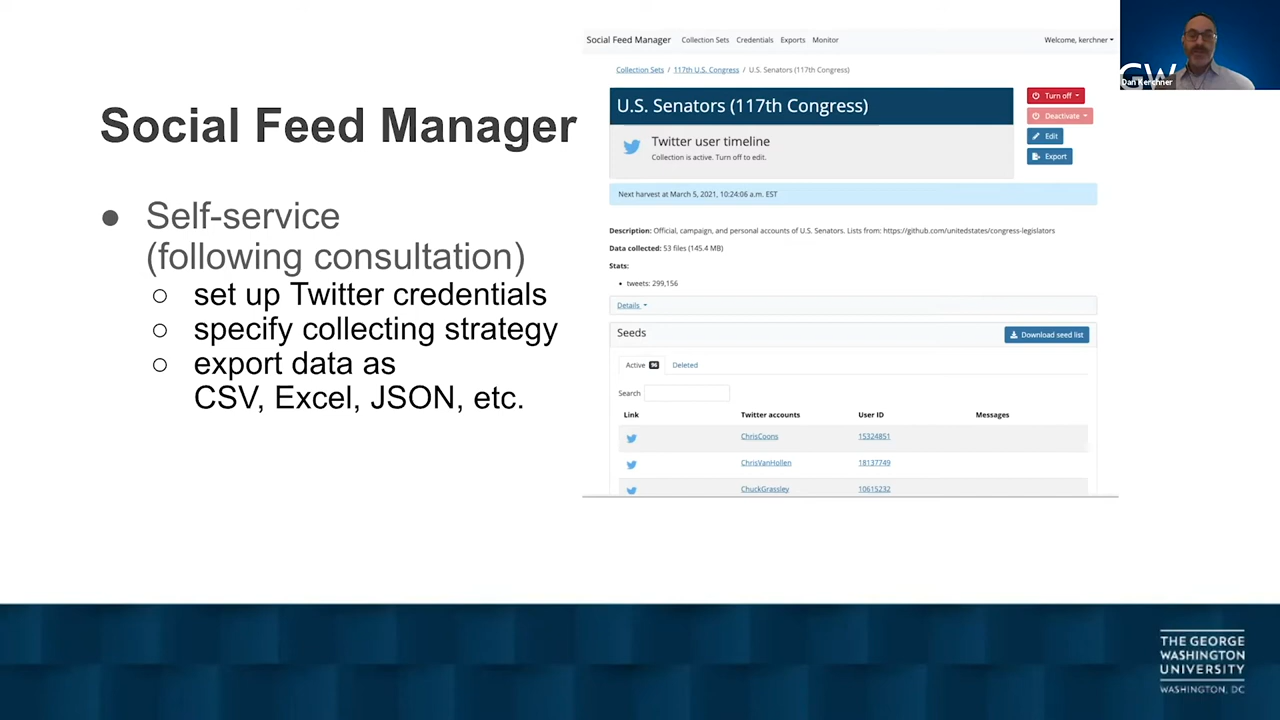 Social Feed Manager
● Self-service
(following consultation)
○ set up Twitter credentials
○ specify collecting strategy
○ export data as
CSV, Excel, JSON, etc.
Social Feed Manager Collection Sets Credentials Exports Monitor Welcome, kerchner
Collection Sets / 117th U.S. Congress / U.S. Senators (117th Congress)
U.S. Senators (117th Congress)
Twitter user timeline
Collection is active. Turn off to edit.
Turn off
Deactivate
Edit
Export
Next harvest at March 5, 2021, 10:24:06 a.m. EST
Description: Official, campaign, and personal accounts of U.S. Senators. Lists from: https://github.com/unitedstates/congress-legislators
Data collected: 53 files (145.4 MB)
Stats:
• tweets: 299,156
Details
Seeds
Download seed list
Active 96 Deleted
Search
Link Twitter accounts User ID Messages
ChrisCoons 15324851
ChrisVanHollen 18137749
ChuckGrassley 10615232
GW
Dan Kerchner
THE GEORGE
WASHINGTON
UNIVERSITY
WASHINGTON, DC